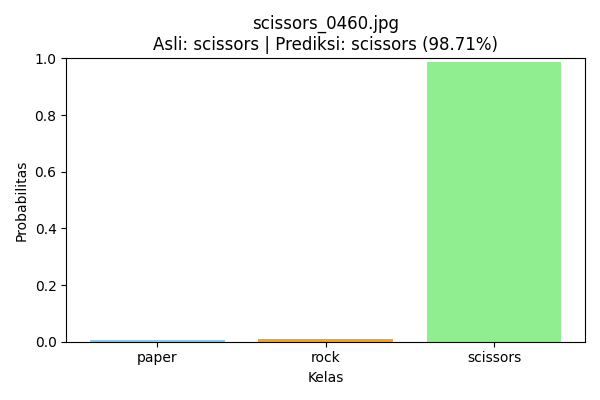 scissors_0460.jpg
Asli: scissors | Prediksi: scissors (98.71%)
1.0
0.8
0.6
0.4
0.2
0.0
Probabilitas
paper rock scissors
Kelas